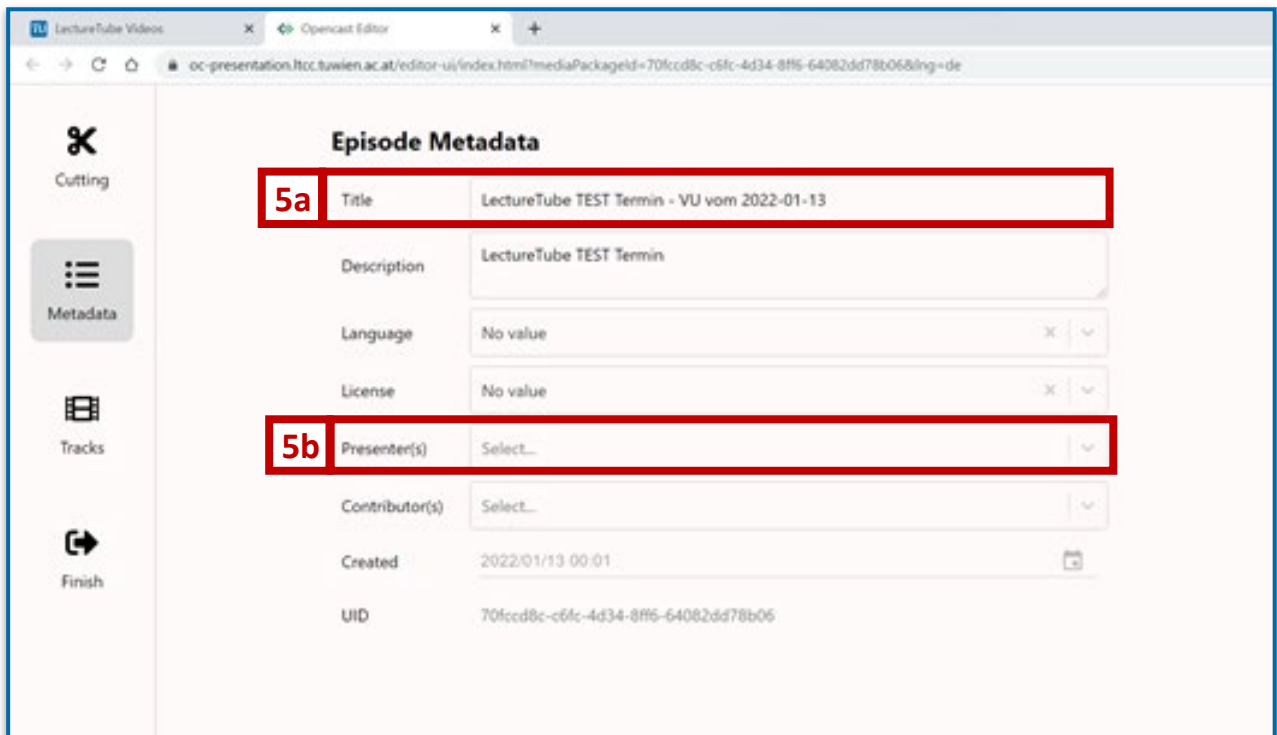 LectureTube Videos
Opencast Editor
oc-presentation.ltcc.tuwien.ac.at/editor-ui/index.html?mediaPackageId=70fccd8c-c6fc-4d34-8ff6-64082dd78b06&lng=de
Cutting
Metadata
Tracks
Finish
Episode Metadata
5a Title LectureTube TEST Termin - VU vom 2022-01-13
Description LectureTube TEST Termin
Language No value
License No value
5b Presenter(s) Select...
Contributor(s) Select...
Created 2022/01/13 00:01
UID 70fccd8c-c6fc-4d34-8ff6-64082dd78b06